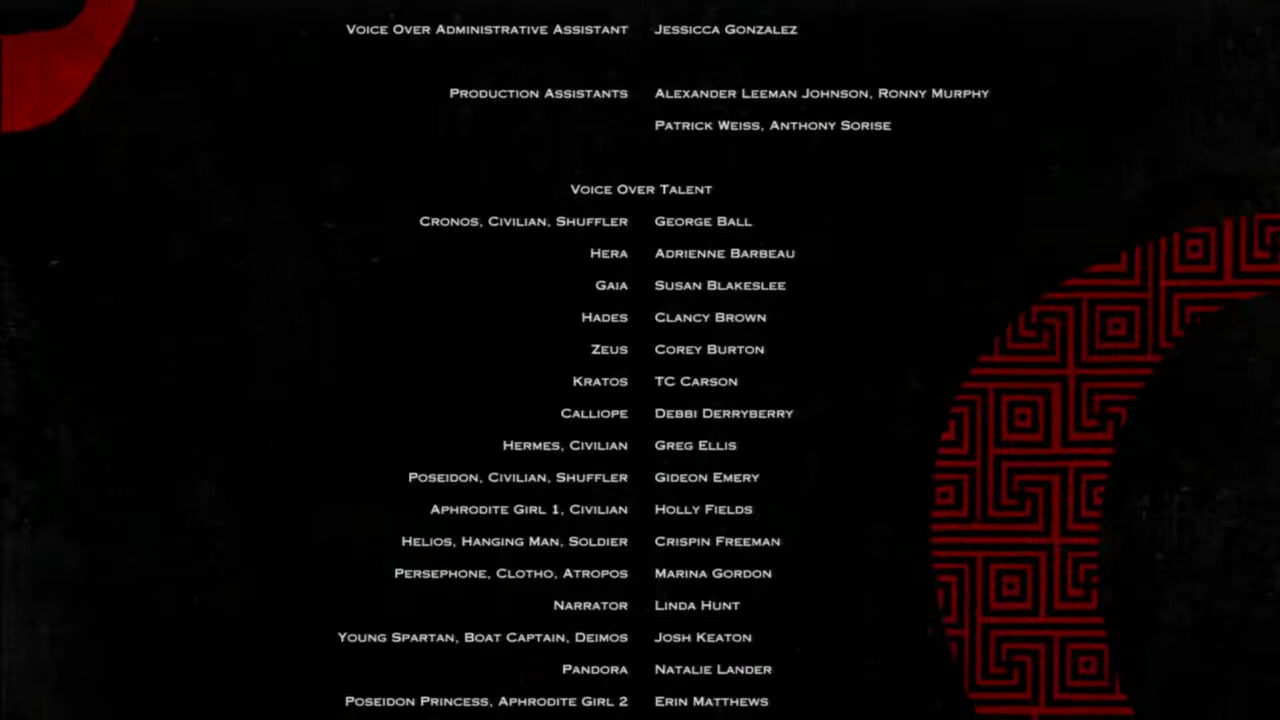 Voice Over Administrative Assistant Jessicca Gonzalez
Production Assistants Alexander Leeman Johnson, Ronny Murphy
Patrick Weiss, Anthony Sorise
Voice Over Talent
Cronos, Civilian, Shuffler George Ball
Hera Adrienne Barbeau
Gaia Susan Blakeslee
Hades Clancy Brown
Zeus Corey Burton
Kratos TC Carson
Calliope Debbi Derryberry
Hermes, Civilian Greg Ellis
Poseidon, Civilian, Shuffler Gideon Emery
Aphrodite Girl 1, Civilian Holly Fields
Helios, Hanging Man, Soldier Crispin Freeman
Persephone, Clotho, Atropos Marina Gordon
Narrator Linda Hunt
Young Spartan, Boat Captain, Deimos Josh Keaton
Pandora Natalie Lander
Poseidon Princess, Aphrodite Girl 2 Erin Matthews